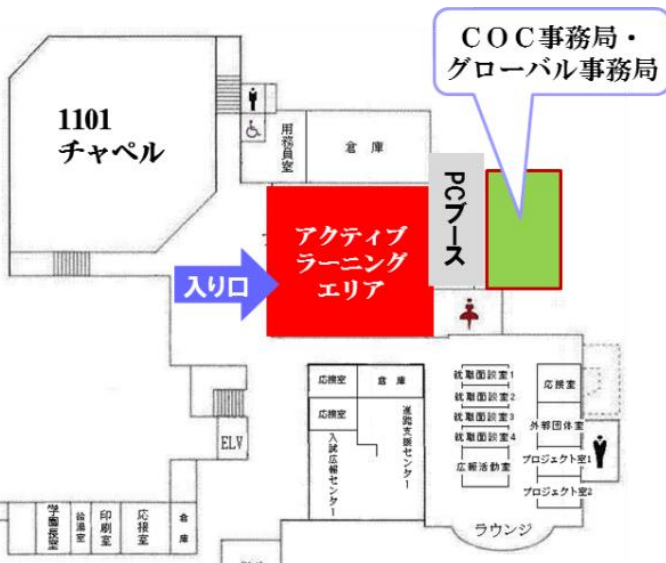 COC事務局・
グローバル事務局
1101
チャペル
用務員室
倉庫
PCブース
アクティブ
ラーニング
エリア
入り口
応接室
倉庫
応接室
入試広報センター
進路支援センター
就職面談室1
就職面談室2
就職面談室3
就職面談室4
広報活動室
応接室
外部団体室
プロジェクト室1
プロジェクト室2
ラウンジ
ELV
学園長室
給湯室
印刷室
応接室
倉庫